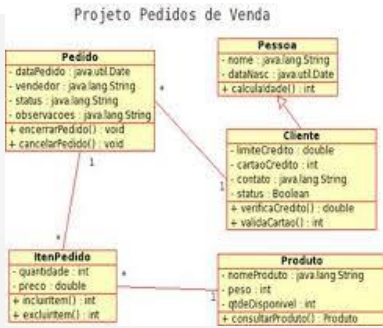 Projeto Pedidos de Venda
Pedido
- dataPedido : java.util.Date
- vendedor : java.lang.String
- status : java.lang.String
- observacoes : java.lang.String
+ encerrarPedido() : void
+ cancelarPedido() : void
Pessoa
- nome : java.lang.String
- dataNasc : java.util.Date
+ calculaIdade() : int
*
Cliente
- limiteCredito : double
- cartaoCredito : int
- contato : java.lang.String
- status : Boolean
+ verificaCredito() : double
+ validaCartao() : int
1
1
*
ItenPedido
- quantidade : int
- preco : double
+ incluirItem() : int
+ excluirItem() : int
*
1
Produto
- nomeProduto : java.lang.String
- peso : int
- qtdeDisponivel : int
+ consultarProduto() : Produto